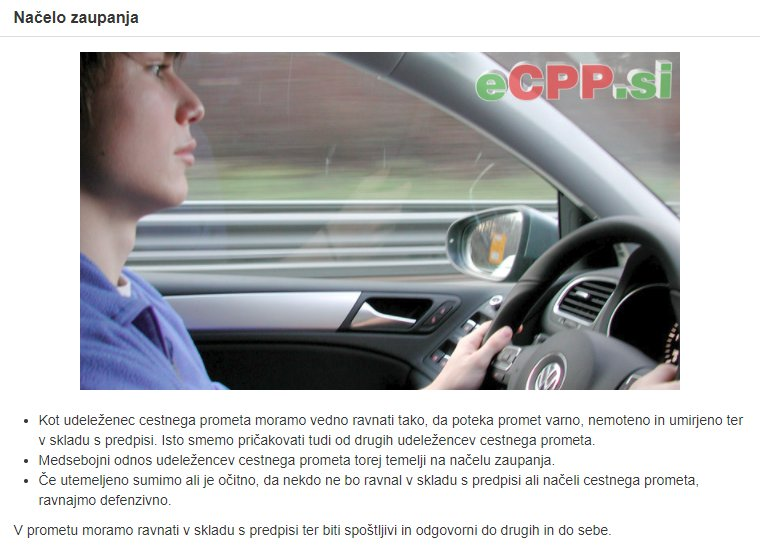 Načelo zaupanja
eCPP.si
Kot udeleženec cestnega prometa moramo vedno ravnati tako, da poteka promet varno, nemoteno in umirjeno ter
v skladu s predpisi. Isto smemo pričakovati tudi od drugih udeležencev cestnega prometa.
Medsebojni odnos udeležencev cestnega prometa torej temelji na načelu zaupanja.
Če utemeljeno sumimo ali je očitno, da nekdo ne bo ravnal v skladu s predpisi ali načeli cestnega prometa,
ravnajmo defenzivno.
V prometu moramo ravnati v skladu s predpisi ter biti spoštljivi in odgovorni do drugih in do sebe.